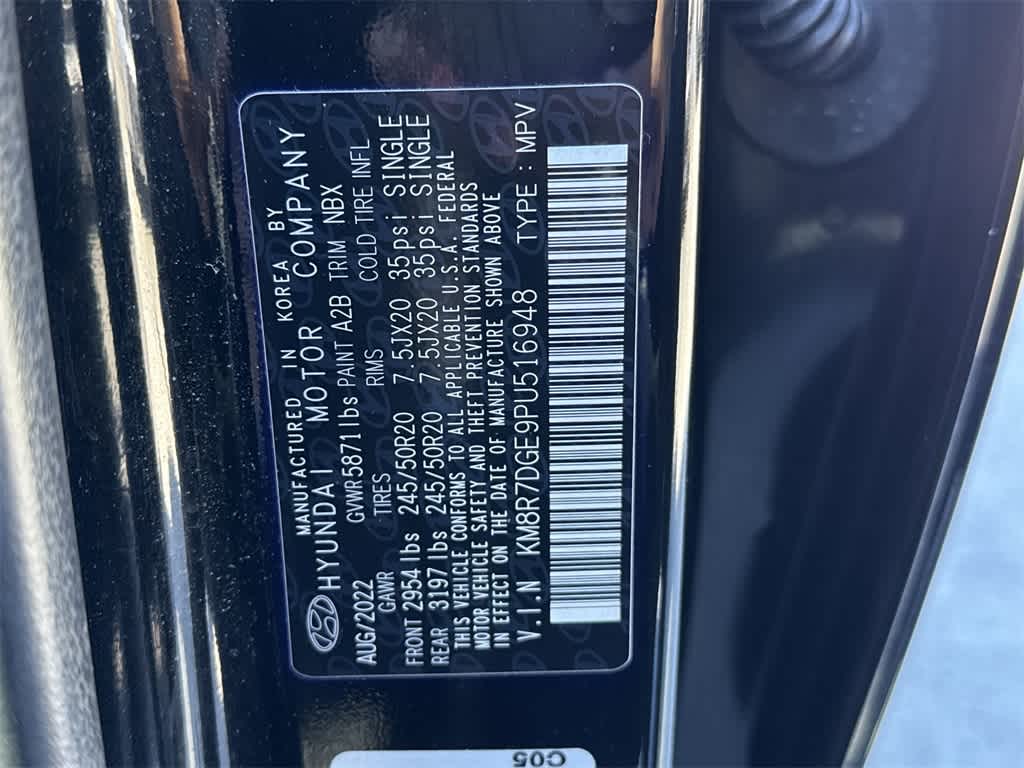 MANUFACTURED IN KOREA BY
HYUNDAI MOTOR COMPANY
AUG/2022 GVWR 5871 lbs PAINT A2B TRIM NBX
GAWR TIRES RIMS COLD TIRE INFL
FRONT 2954 lbs 245/50R20 7.5JX20 35psi SINGLE
REAR 3197 lbs 245/50R20 7.5JX20 35psi SINGLE
THIS VEHICLE CONFORMS TO ALL APPLICABLE U.S.A. FEDERAL
MOTOR VEHICLE SAFETY AND THEFT PREVENTION STANDARDS
IN EFFECT ON THE DATE OF MANUFACTURE SHOWN ABOVE
V.I.N KM8R7DGE9PU516948 TYPE : MPV
C05